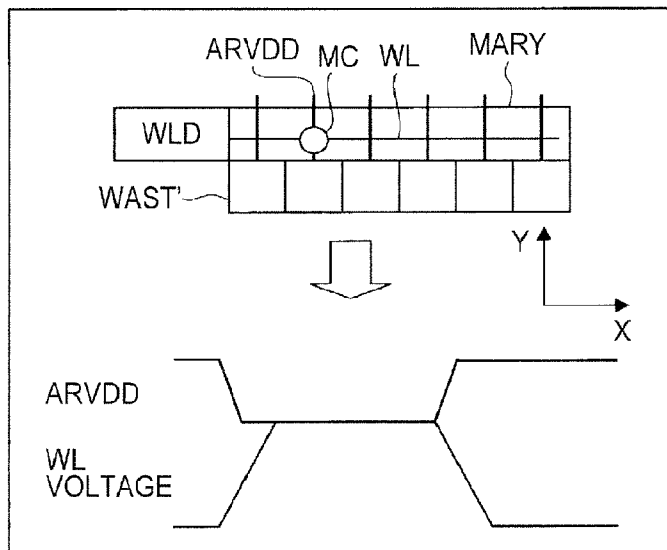 ARVDD MC WL MARY
WLD
WAST'
Y
X
ARVDD
WL
VOLTAGE